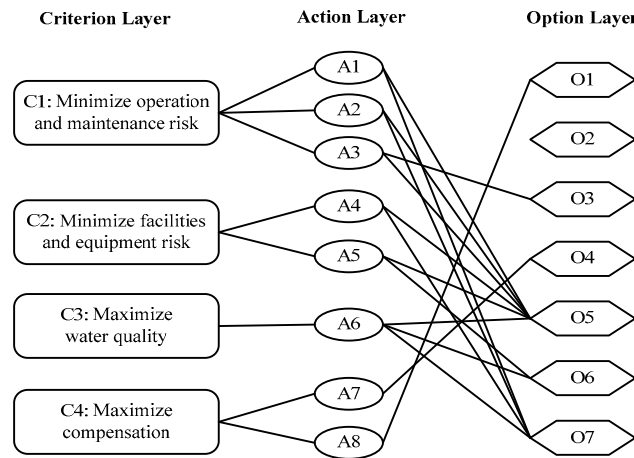 Criterion Layer
Action Layer
Option Layer
C1: Minimize operation
and maintenance risk
C2: Minimize facilities
and equipment risk
C3: Maximize
water quality
C4: Maximize
compensation
A1
A2
A3
A4
A5
A6
A7
A8
O1
O2
O3
O4
O5
O6
O7